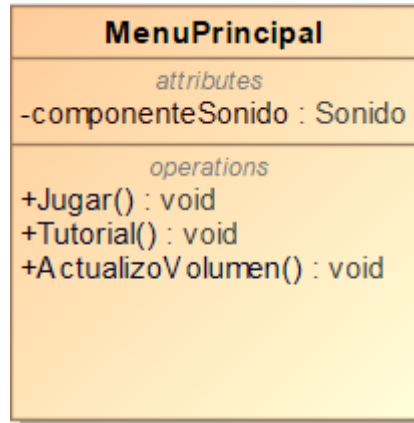 MenuPrincipal
attributes
-componenteSonido : Sonido
operations
+Jugar() : void
+Tutorial() : void
+ActualizoVolumen() : void